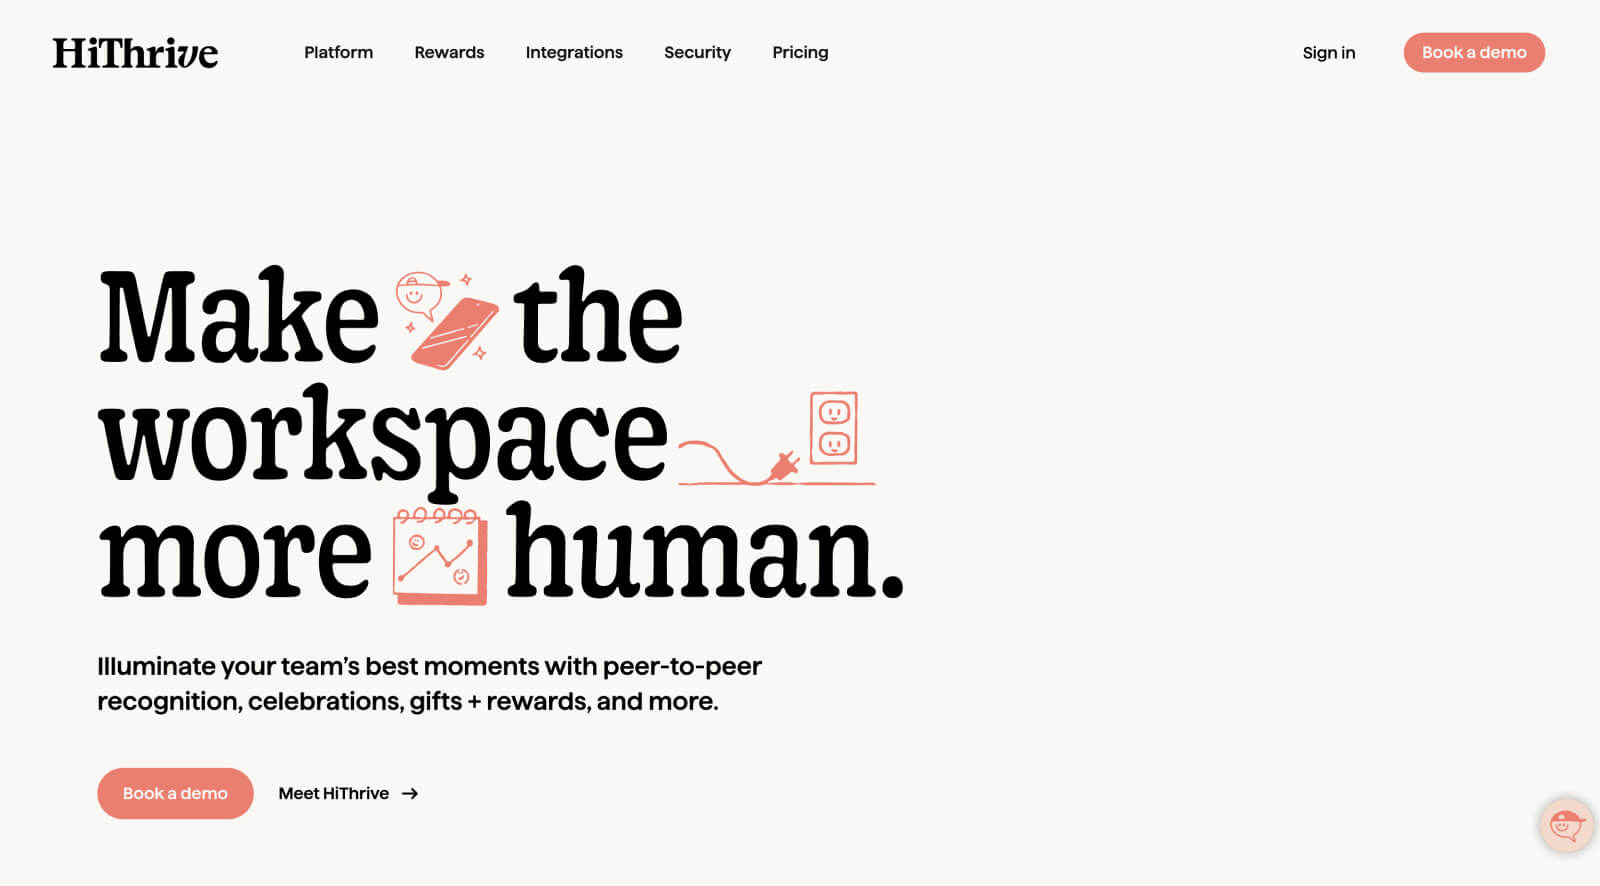 HiThrive
Platform
Rewards
Integrations
Security
Pricing
Sign in
Book a demo
Make the
workspace
more human.
Illuminate your team’s best moments with peer-to-peer
recognition, celebrations, gifts + rewards, and more.
Book a demo
Meet HiThrive →